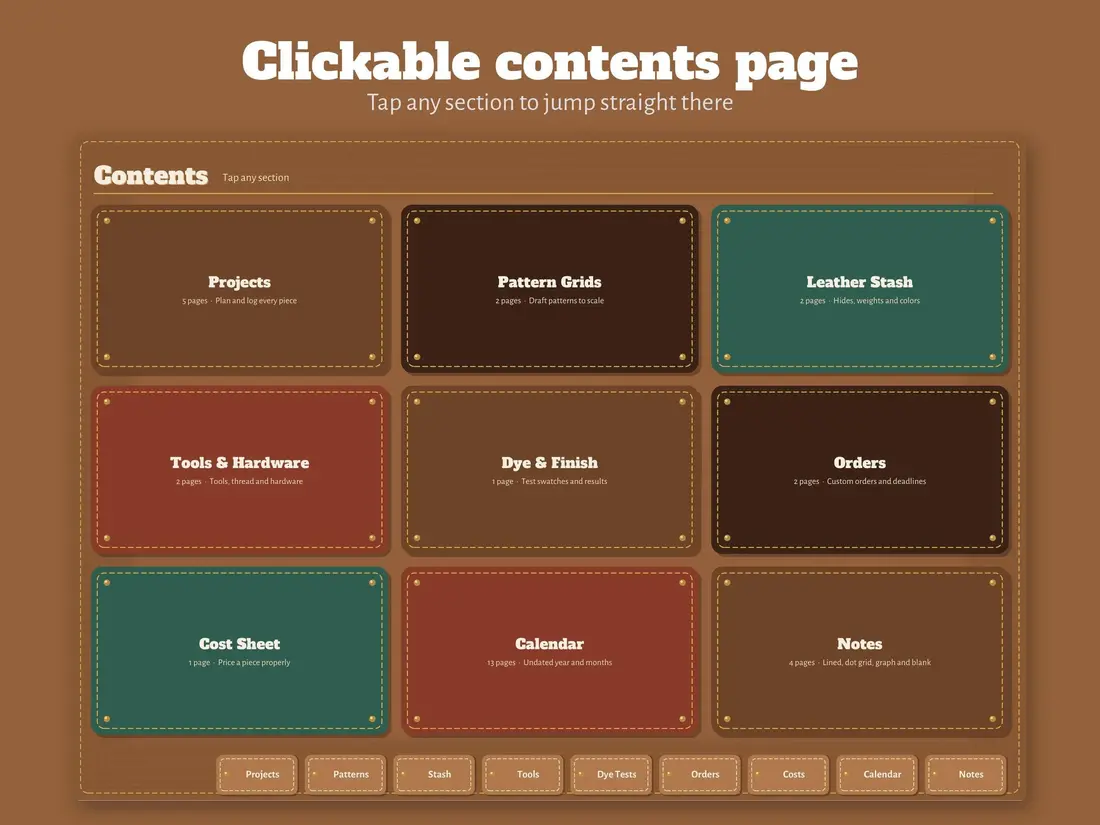 Clickable contents page
Tap any section to jump straight there
Contents Tap any section
Projects
5 pages · Plan and log every piece
Pattern Grids
2 pages · Draft patterns to scale
Leather Stash
2 pages · Hides, weights and colors
Tools & Hardware
2 pages · Tools, thread and hardware
Dye & Finish
1 page · Test swatches and results
Orders
2 pages · Custom orders and deadlines
Cost Sheet
1 page · Price a piece properly
Calendar
13 pages · Undated year and months
Notes
4 pages · Lined, dot grid, graph and blank
Projects Patterns Stash Tools Dye Tests Orders Costs Calendar Notes